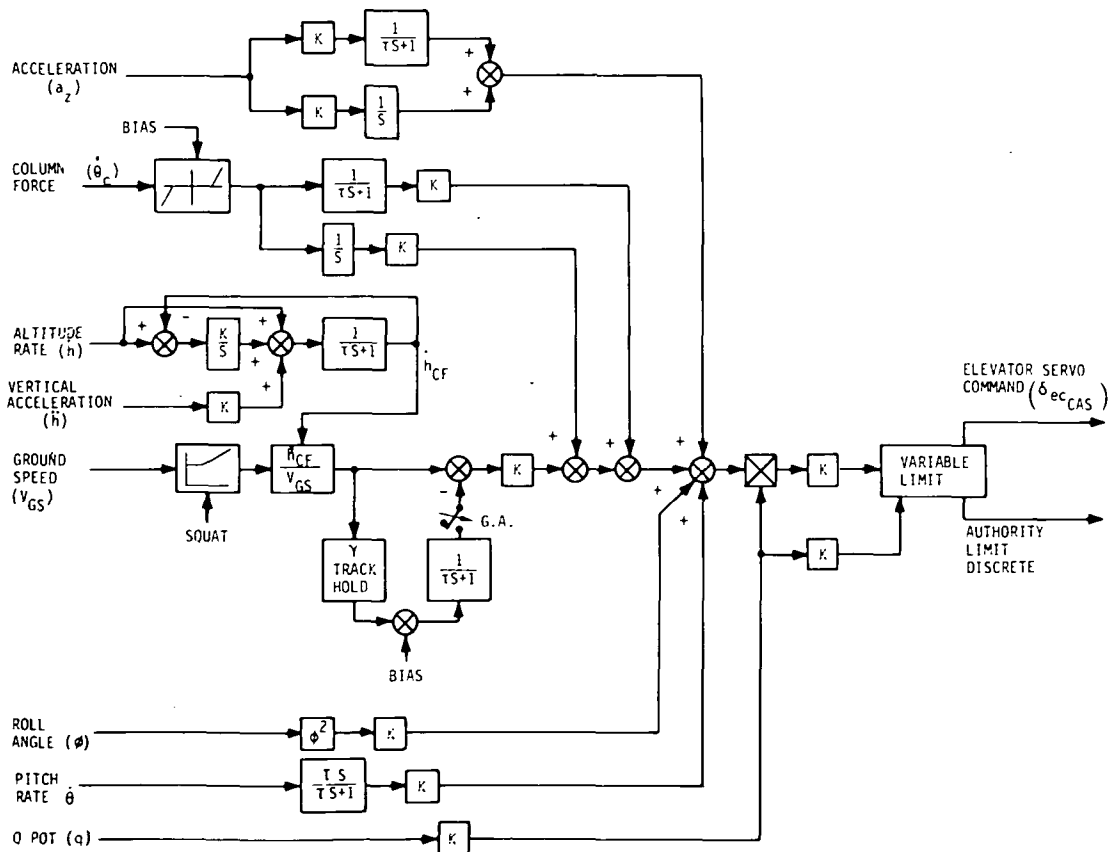 ACCELERATION
(a_z)
K
1
τS+1
+
+
K
1
S
BIAS
COLUMN
FORCE
(θ̇_c)
1
τS+1
K
1
S
K
ALTITUDE
RATE (ḣ)
+
-
K
S
+
+
+
1
τS+1
ḣ_CF
VERTICAL
ACCELERATION
(ḧ)
K
GROUND
SPEED
(V_GS)
SQUAT
ḣ_CF
V_GS
-
K
+
+
+
+
+
G.A.
γ
TRACK
HOLD
1
τS+1
BIAS
K
VARIABLE
LIMIT
K
ELEVATOR SERVO
COMMAND (δ_ec_CAS)
AUTHORITY
LIMIT
DISCRETE
ROLL
ANGLE (ø)
ϕ²
K
PITCH
RATE θ̇
τS
τS+1
K
Q POT (q)
K